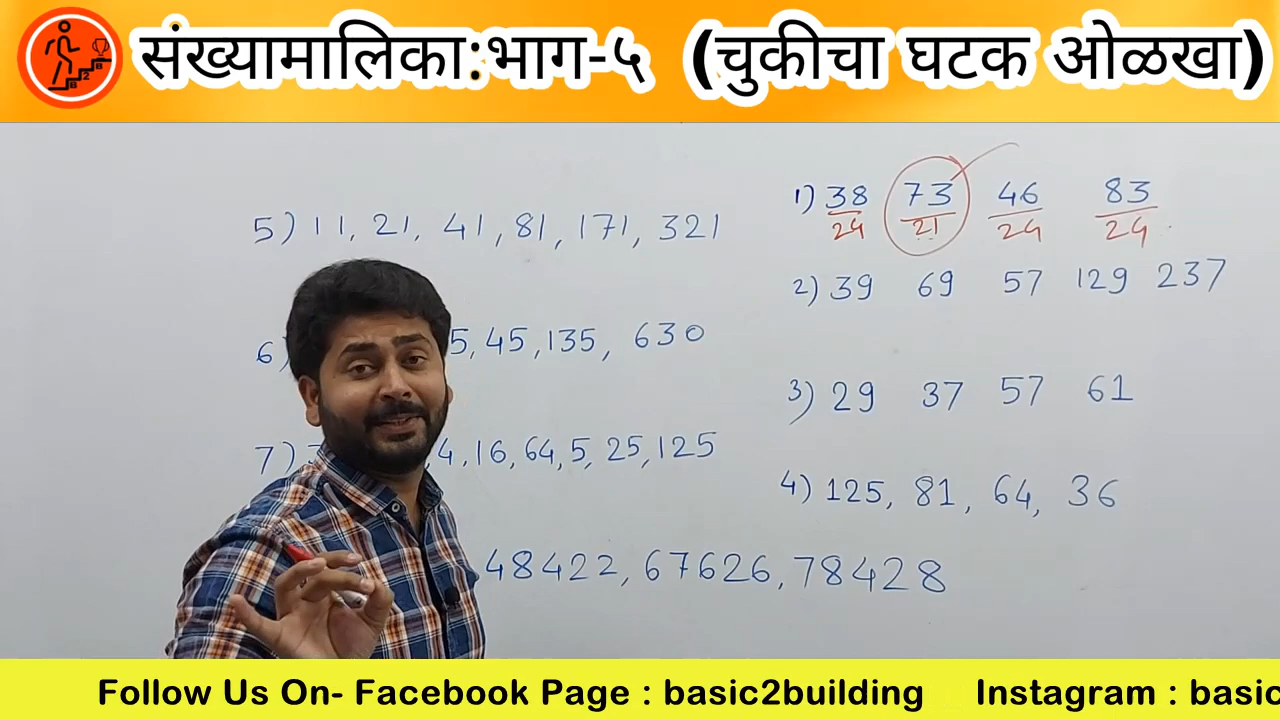 संख्यामालिका:भाग-५ (चुकीचा घटक ओळखा)
5) 11, 21, 41, 81, 171, 321
6) 5, 45, 135, 630
7) 4, 16, 64, 5, 25, 125
48422, 67626, 78428
1) 38 73 46 83
24 21 24 24
2) 39 69 57 129 237
3) 29 37 57 61
4) 125, 81, 64, 36
Follow Us On- Facebook Page : basic2building Instagram : basic